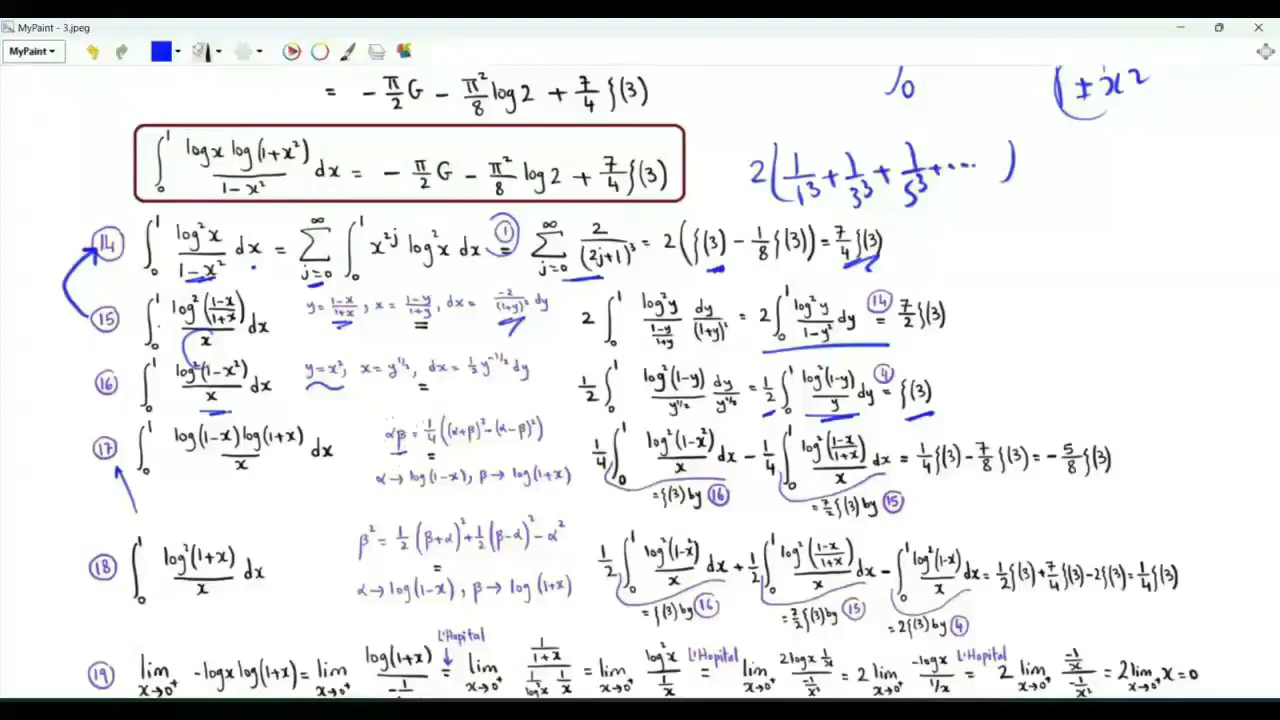 MyPaint - 3.jpeg
MyPaint
= -π/2 G - π²/8 log2 + 7/4 ζ(3)
∫₀¹ logx log(1+x²)/(1-x²) dx = -π/2 G - π²/8 log2 + 7/4 ζ(3)
1 ± x²
2(1/1³ + 1/3³ + 1/5³ + ... )
⑭ ∫₀¹ log²x/(1-x²) dx = ∑_{j=0}^∞ ∫₀¹ x^{2j} log²x dx =① ∑_{j=0}^∞ 2/(2j+1)³ = 2(ζ(3) - 1/8 ζ(3)) = 7/4 ζ(3)
⑮ ∫₀¹ log²((1-x)/(1+x))/x dx y = (1-x)/(1+x), x = (1-y)/(1+y), dx = -2/(1+y)² dy = 2∫₀¹ log²y/((1-y)/(1+y)) dy/(1+y)² = 2∫₀¹ log²y/(1-y²) dy =⑭ 7/2 ζ(3)
⑯ ∫₀¹ log²(1-x²)/x dx y = x², x = y^{1/2}, dx = 1/2 y^{-1/2} dy = 1/2 ∫₀¹ log²(1-y)/y^{1/2} dy/y^{1/2} = 1/2 ∫₀¹ log²(1-y)/y dy =④ ζ(3)
⑰ ∫₀¹ log(1-x)log(1+x)/x dx αβ = 1/4((α+β)² - (α-β)²) = 1/4 ∫₀¹ log²(1-x²)/x dx - 1/4 ∫₀¹ log²((1-x)/(1+x))/x dx = 1/4 ζ(3) - 7/8 ζ(3) = -5/8 ζ(3)
α → log(1-x), β → log(1+x)
= ζ(3) by ⑯ = 7/2 ζ(3) by ⑮
⑱ ∫₀¹ log²(1+x)/x dx β² = 1/2(β+α)² + 1/2(β-α)² - α² = 1/2 ∫₀¹ log²(1-x²)/x dx + 1/2 ∫₀¹ log²((1-x)/(1+x))/x dx - ∫₀¹ log²(1-x)/x dx = 1/2 ζ(3) + 7/4 ζ(3) - 2ζ(3) = 1/4 ζ(3)
α → log(1-x), β → log(1+x)
= ζ(3) by ⑯ = 7/2 ζ(3) by ⑮ = 2ζ(3) by ④
⑲ lim_{x→0⁺} -logx log(1+x) = lim_{x→0⁺} log(1+x)/(-1/ L'Hopital = lim_{x→0⁺} (1/(1+x))/(1/log²x 1/x) = lim_{x→0⁺} log²x/(1/x) L'Hopital = lim_{x→0⁺} (2logx 1/x)/(-1/x²) = 2 lim_{x→0⁺} -logx/(1/x) L'Hopital = 2 lim_{x→0⁺} (-1/x)/(-1/x²) = 2 lim_{x→0⁺} x = 0